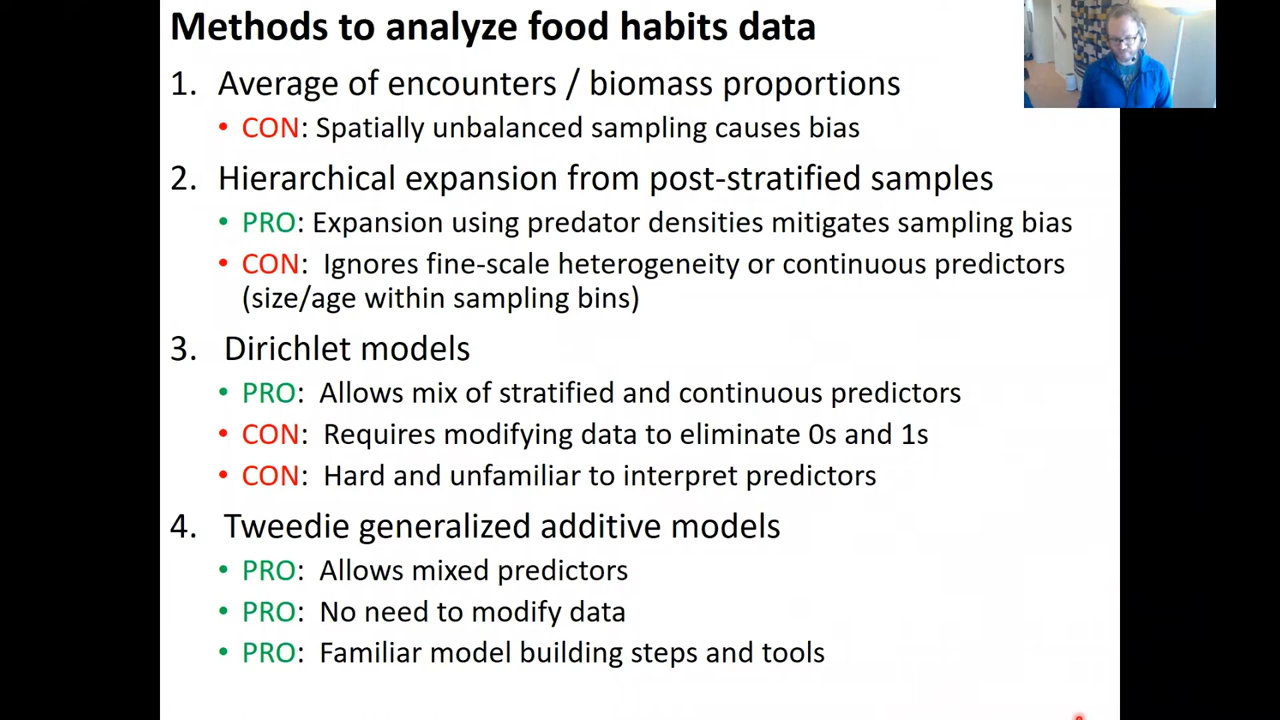 Methods to analyze food habits data
1. Average of encounters / biomass proportions
• CON: Spatially unbalanced sampling causes bias
2. Hierarchical expansion from post-stratified samples
• PRO: Expansion using predator densities mitigates sampling bias
• CON: Ignores fine-scale heterogeneity or continuous predictors
(size/age within sampling bins)
3. Dirichlet models
• PRO: Allows mix of stratified and continuous predictors
• CON: Requires modifying data to eliminate 0s and 1s
• CON: Hard and unfamiliar to interpret predictors
4. Tweedie generalized additive models
• PRO: Allows mixed predictors
• PRO: No need to modify data
• PRO: Familiar model building steps and tools